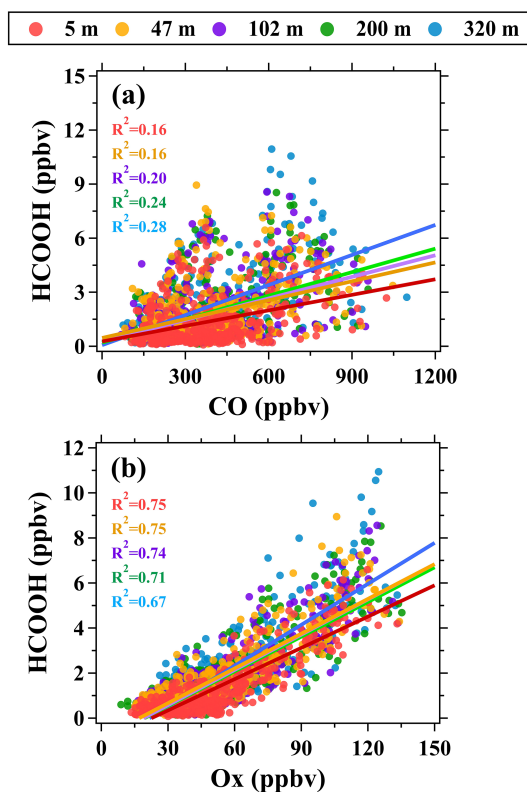 5 m 47 m 102 m 200 m 320 m
(a)
R²=0.16
R²=0.16
R²=0.20
R²=0.24
R²=0.28
HCOOH (ppbv)
15
12
9
6
3
0
0 300 600 900 1200
CO (ppbv)
(b)
R²=0.75
R²=0.75
R²=0.74
R²=0.71
R²=0.67
HCOOH (ppbv)
12
10
8
6
4
2
0
0 30 60 90 120 150
Ox (ppbv)